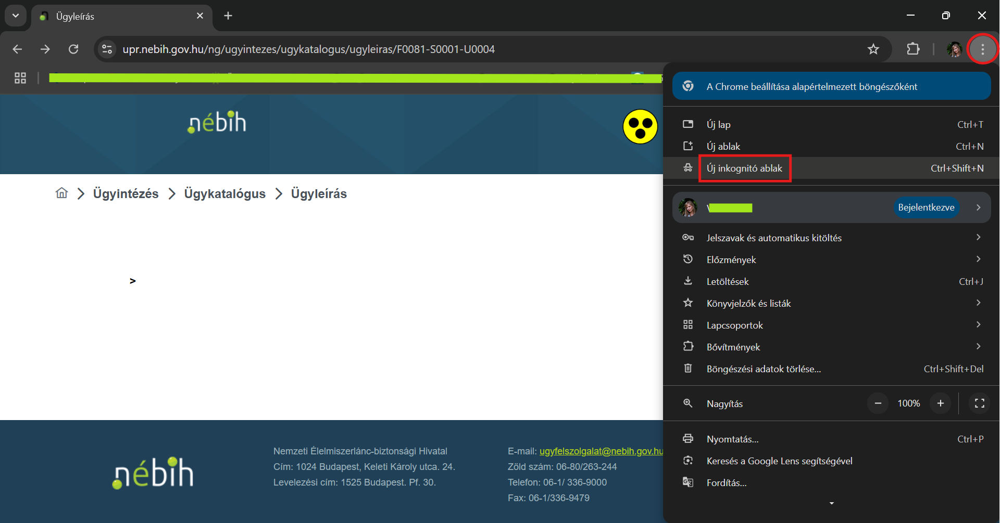 Ügyleírás
upr.nebih.gov.hu/ng/ugyintezes/ugykatalogus/ugyleiras/F0081-S0001-U0004
A Chrome beállítása alapértelmezett böngészőként
nébih
Új lap Ctrl+T
Új ablak Ctrl+N
Új inkognitó ablak Ctrl+Shift+N
Ügyintézés > Ügykatalógus > Ügyleírás
Bejelentkezve
Jelszavak és automatikus kitöltés
Előzmények
>
Letöltések Ctrl+J
Könyvjelzők és listák
Lapcsoportok
Bővítmények
Böngészési adatok törlése... Ctrl+Shift+Del
Nagyítás − 100% +
Nyomtatás... Ctrl+P
Keresés a Google Lens segítségével
Fordítás...
nébih
Nemzeti Élelmiszerlánc-biztonsági Hivatal
Cím: 1024 Budapest, Keleti Károly utca. 24.
Levelezési cím: 1525 Budapest. Pf. 30.
E-mail: ugyfelszolgalat@nebih.gov.hu
Zöld szám: 06-80/263-244
Telefon: 06-1/ 336-9000
Fax: 06-1/336-9479